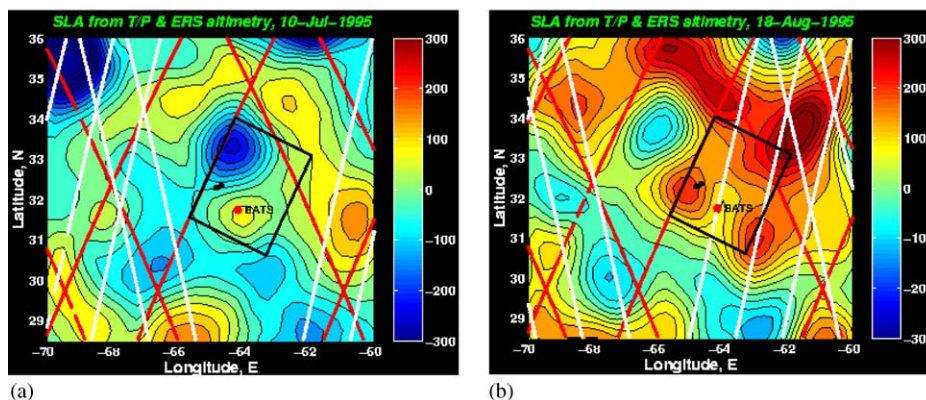 SLA from T/P & ERS altimetry, 10-Jul-1995
36
35
34
33
32
31
30
29
Latitude, N
BATS
300
200
100
0
-100
-200
-300
-70 -68 -66 -64 -62 -60
Longitude, E
(a)
SLA from T/P & ERS altimetry, 18-Aug-1995
36
35
34
33
32
31
30
29
Latitude, N
BATS
300
200
100
0
-100
-200
-300
-70 -68 -66 -64 -62 -60
Longitude, E
(b)